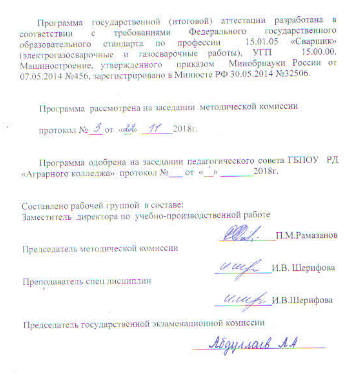 Программа государственной (итоговой) аттестации разработана в
соответствии с требованиями Федерального государственного
образовательного стандарта по профессии 15.01.05 «Сварщик»
(электрогазосварочные и газосварочные работы), УГП 15.00.00.
Машиностроение, утвержденного приказом Минобрнауки России от
07.05.2014 №456, зарегистрировано в Минюсте РФ 30.05.2014 №32506.
Программа рассмотрена на заседании методической комиссии
протокол № 3 от «22» 11 2018г.
Программа одобрена на заседании педагогического совета ГБПОУ РД
«Аграрного колледжа» протокол №___ от «__» _______2018г.
Составлено рабочей группой в составе:
Заместитель директора по учебно-производственной работе
П.М.Рамазанов
Председатель методической комиссии
И.В. Шерифова
Преподаватель спец дисциплин
И.В.Шерифова
Председатель государственной экзаменационной комиссии
Абдуллаев А А